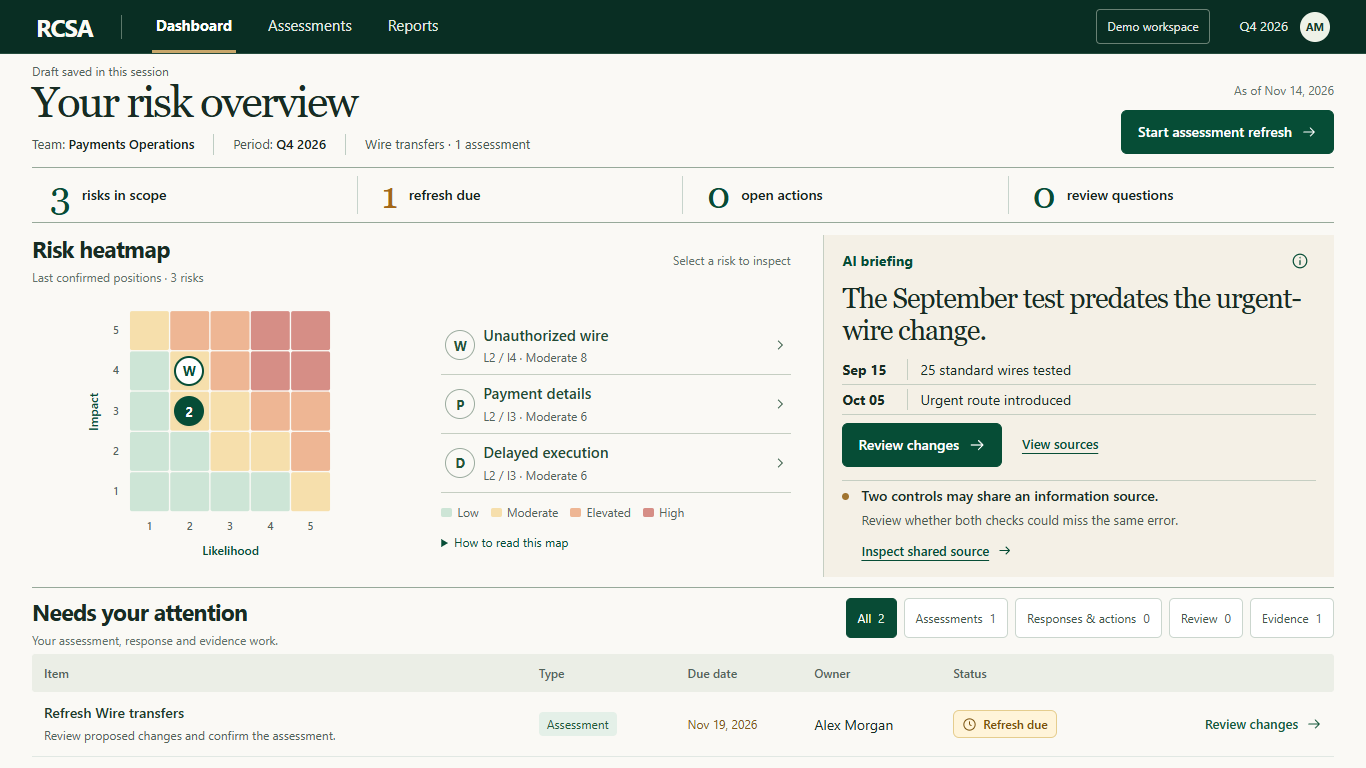 RCSA
Dashboard
Assessments
Reports
Demo workspace
Q4 2026
AM
Draft saved in this session
Your risk overview
As of Nov 14, 2026
Team: Payments Operations
Period: Q4 2026
Wire transfers · 1 assessment
Start assessment refresh →
3 risks in scope
1 refresh due
0 open actions
0 review questions
Risk heatmap
Last confirmed positions · 3 risks
Select a risk to inspect
Impact
5
4
3
2
1
W
2
1 2 3 4 5
Likelihood
W
Unauthorized wire
L2 / I4 · Moderate 8
P
Payment details
L2 / I3 · Moderate 6
D
Delayed execution
L2 / I3 · Moderate 6
Low
Moderate
Elevated
High
How to read this map
AI briefing
The September test predates the urgent-
wire change.
Sep 15
25 standard wires tested
Oct 05
Urgent route introduced
Review changes →
View sources
Two controls may share an information source.
Review whether both checks could miss the same error.
Inspect shared source →
Needs your attention
Your assessment, response and evidence work.
All 2
Assessments 1
Responses & actions 0
Review 0
Evidence 1
Item
Type
Due date
Owner
Status
Refresh Wire transfers
Review proposed changes and confirm the assessment.
Assessment
Nov 19, 2026
Alex Morgan
Refresh due
Review changes →